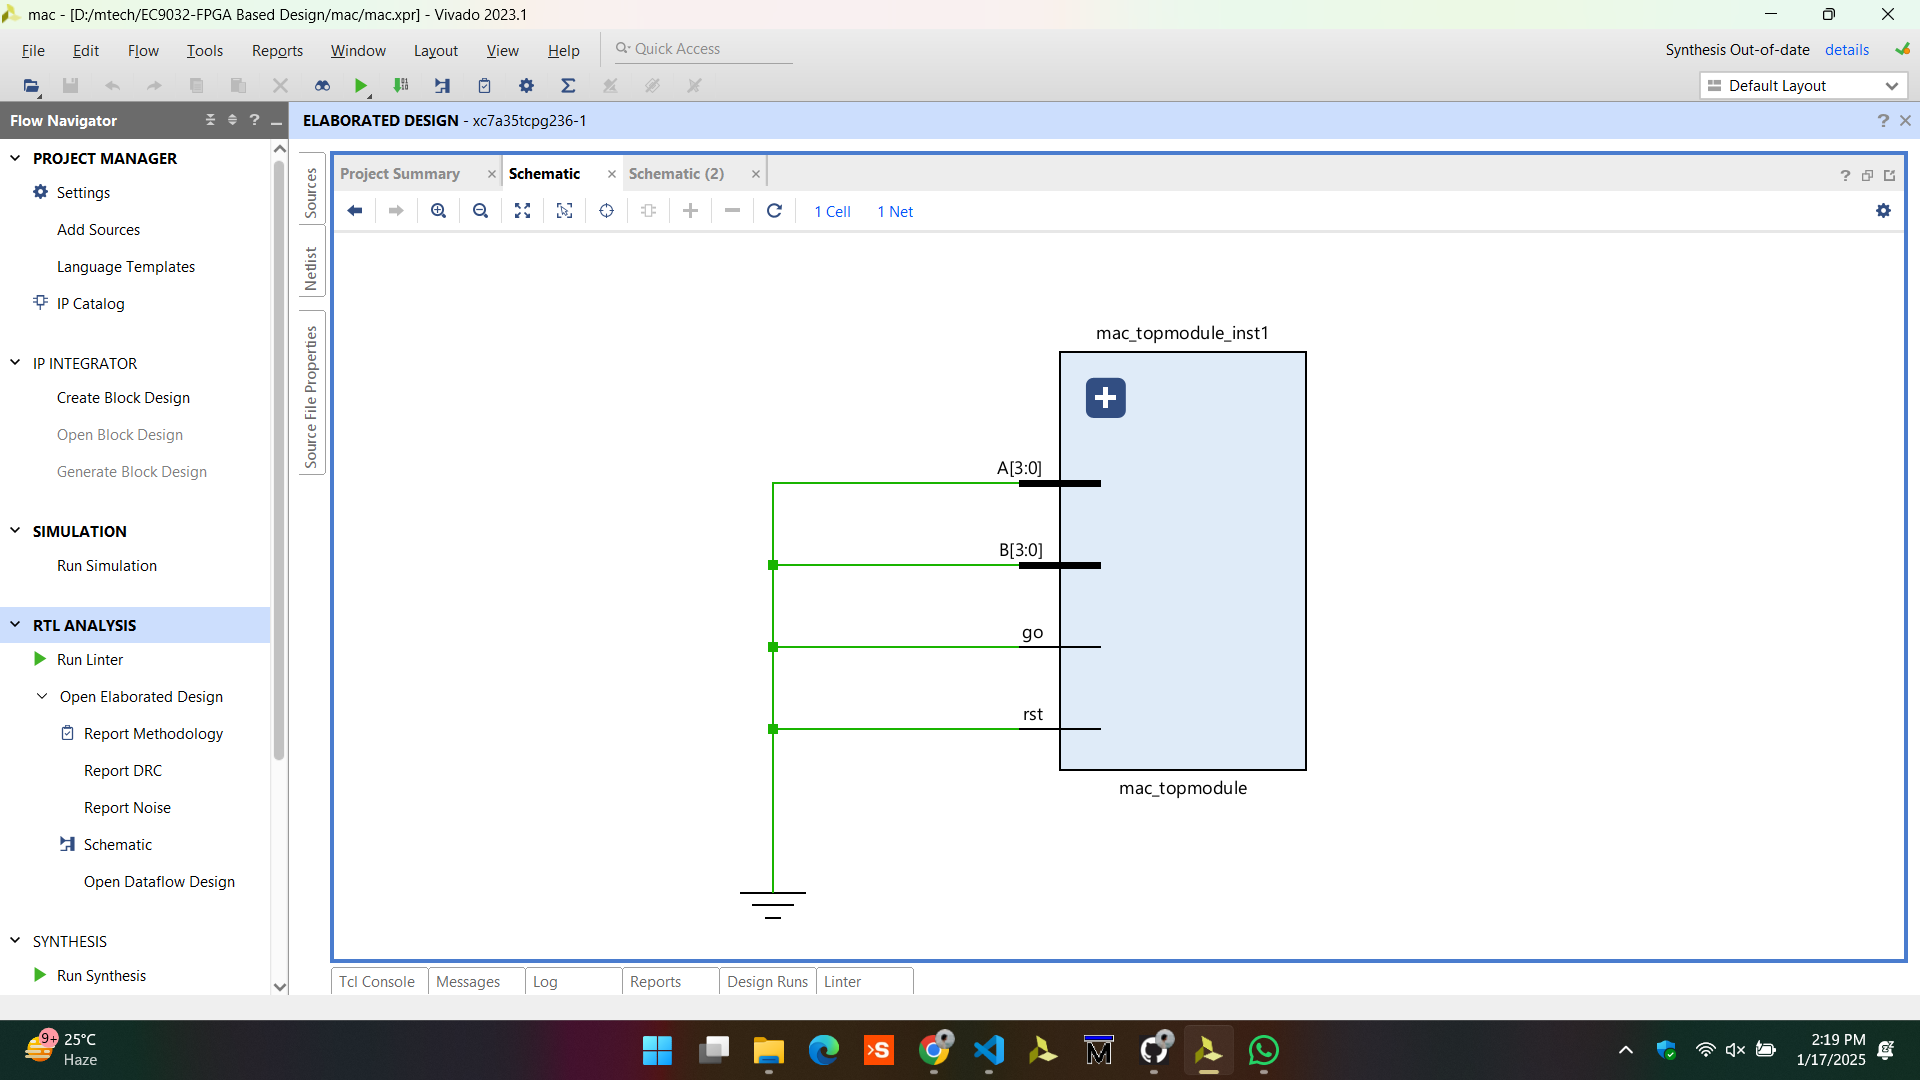 mac - [D:/mtech/EC9032-FPGA Based Design/mac/mac.xpr] - Vivado 2023.1
File Edit Flow Tools Reports Window Layout View Help Quick Access
Synthesis Out-of-date details
Default Layout
Flow Navigator
ELABORATED DESIGN - xc7a35tcpg236-1
PROJECT MANAGER
Settings
Add Sources
Language Templates
IP Catalog
IP INTEGRATOR
Create Block Design
Open Block Design
Generate Block Design
SIMULATION
Run Simulation
RTL ANALYSIS
Run Linter
Open Elaborated Design
Report Methodology
Report DRC
Report Noise
Schematic
Open Dataflow Design
SYNTHESIS
Run Synthesis
Sources
Netlist
Source File Properties
Project Summary Schematic Schematic (2)
1 Cell 1 Net
mac_topmodule_inst1
A[3:0]
B[3:0]
go
rst
mac_topmodule
Tcl Console Messages Log Reports Design Runs Linter
9+
25°C
Haze
2:19 PM
1/17/2025